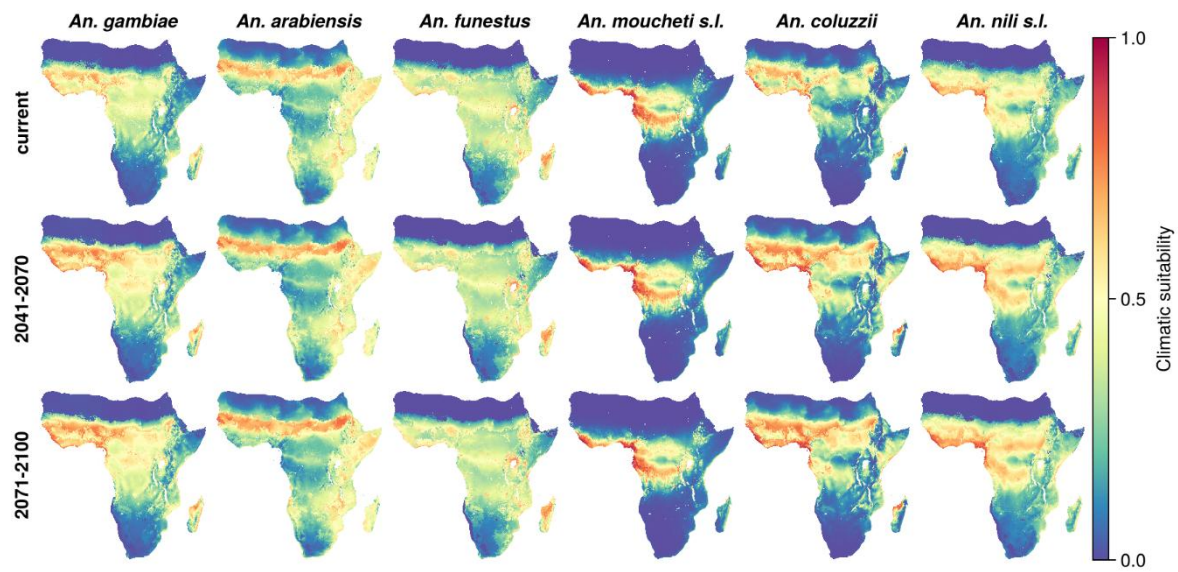 An. gambiae An. arabiensis An. funestus An. moucheti s.l. An. coluzzii An. nili s.l.
current
2041-2070
2071-2100
1.0
0.5
0.0
Climatic suitability